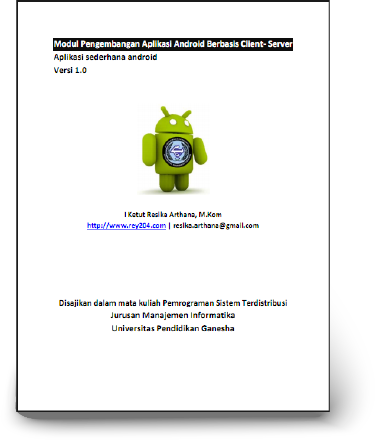 Modul Pengembangan Aplikasi Android Berbasis Client- Server
Aplikasi sederhana android
Versi 1.0
I Ketut Resika Arthana, M.Kom
http://www.rey204.com | resika.arthana@gmail.com
Disajikan dalam mata kuliah Pemrograman Sistem Terdistribusi
Jurusan Manajemen Informatika
Universitas Pendidikan Ganesha